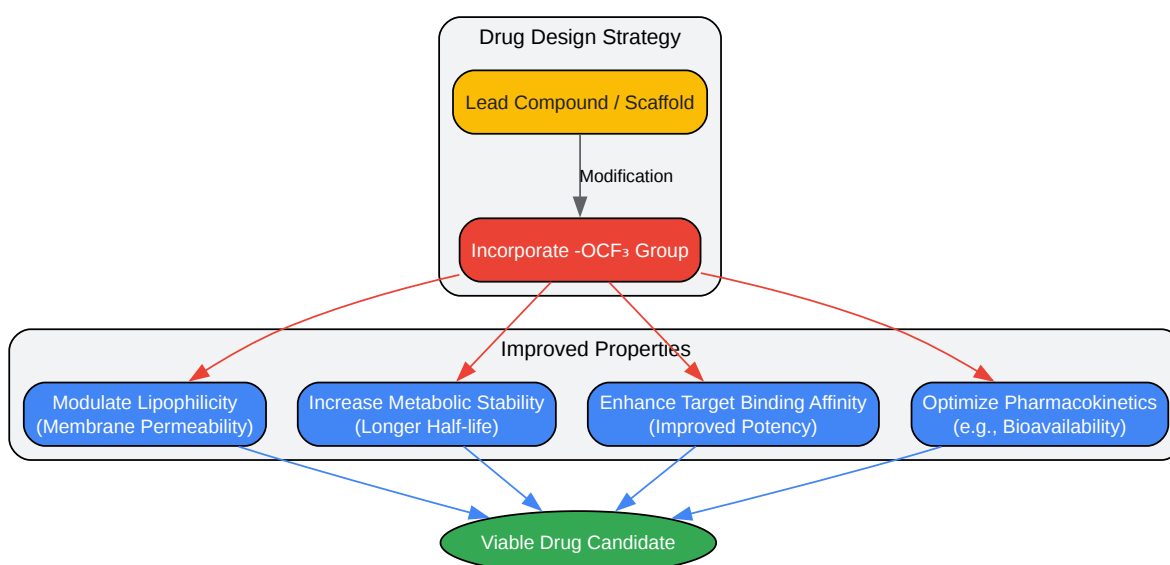 Drug Design Strategy
Lead Compound / Scaffold
Modification
Incorporate -OCF₃ Group
Improved Properties
Modulate Lipophilicity
(Membrane Permeability)
Increase Metabolic Stability
(Longer Half-life)
Enhance Target Binding Affinity
(Improved Potency)
Optimize Pharmacokinetics
(e.g., Bioavailability)
Viable Drug Candidate